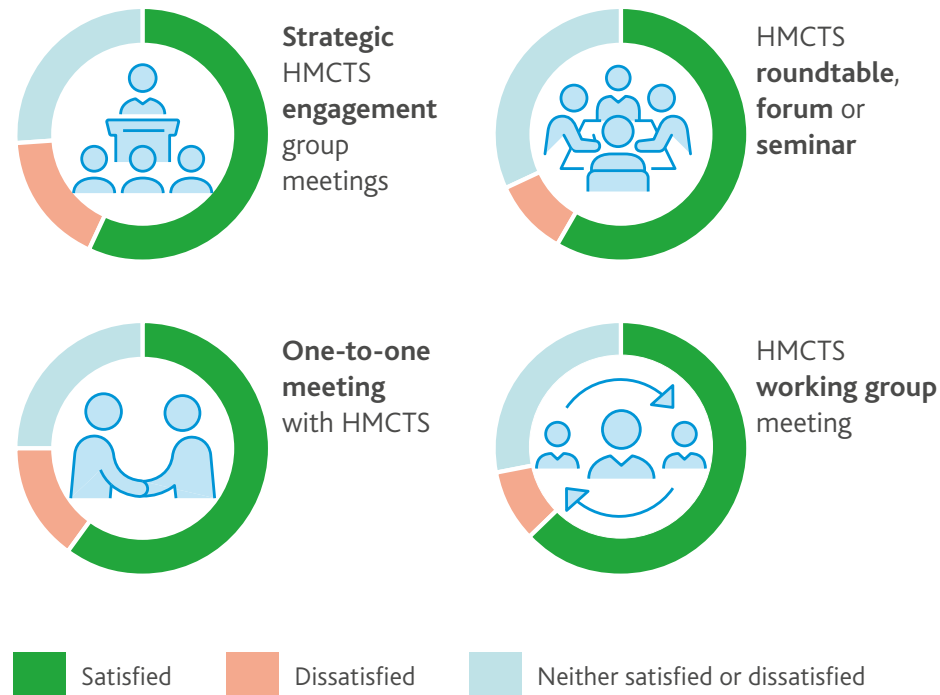 Strategic
HMCTS
engagement
group
meetings
HMCTS
roundtable,
forum or
seminar
One-to-one
meeting
with HMCTS
HMCTS
working group
meeting
Satisfied
Dissatisfied
Neither satisfied or dissatisfied